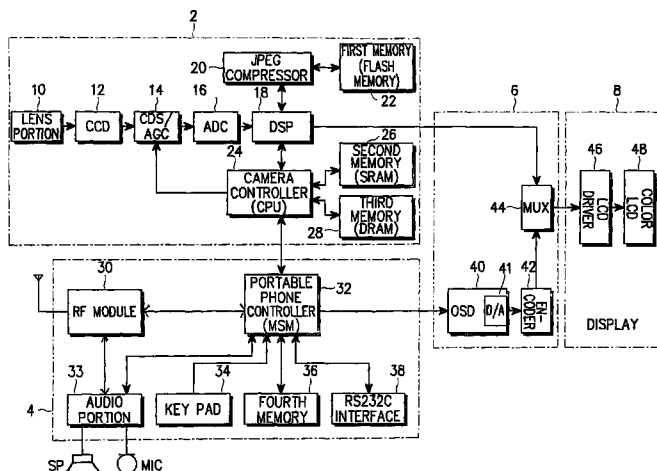 2
6
8
20
JPEG
COMPRESSOR
FIRST MEMORY
(FLASH
MEMORY)
22
10
LENS
PORTION
12
CCD
14
CDS/
AGC
16
ADC
18
DSP
24
CAMERA
CONTROLLER
(CPU)
26
SECOND
MEMORY
(SRAM)
THIRD
MEMORY
(DRAM)
28
44
MUX
46
LCD
DRIVER
48
COLOR
LCD
30
RF MODULE
PORTABLE
PHONE
CONTROLLER
(MSM)
32
40
41
OSD
D/A
42
EN-
CODER
DISPLAY
33
AUDIO
PORTION
34
KEY PAD
36
FOURTH
MEMORY
38
RS232C
INTERFACE
4
SP
MIC